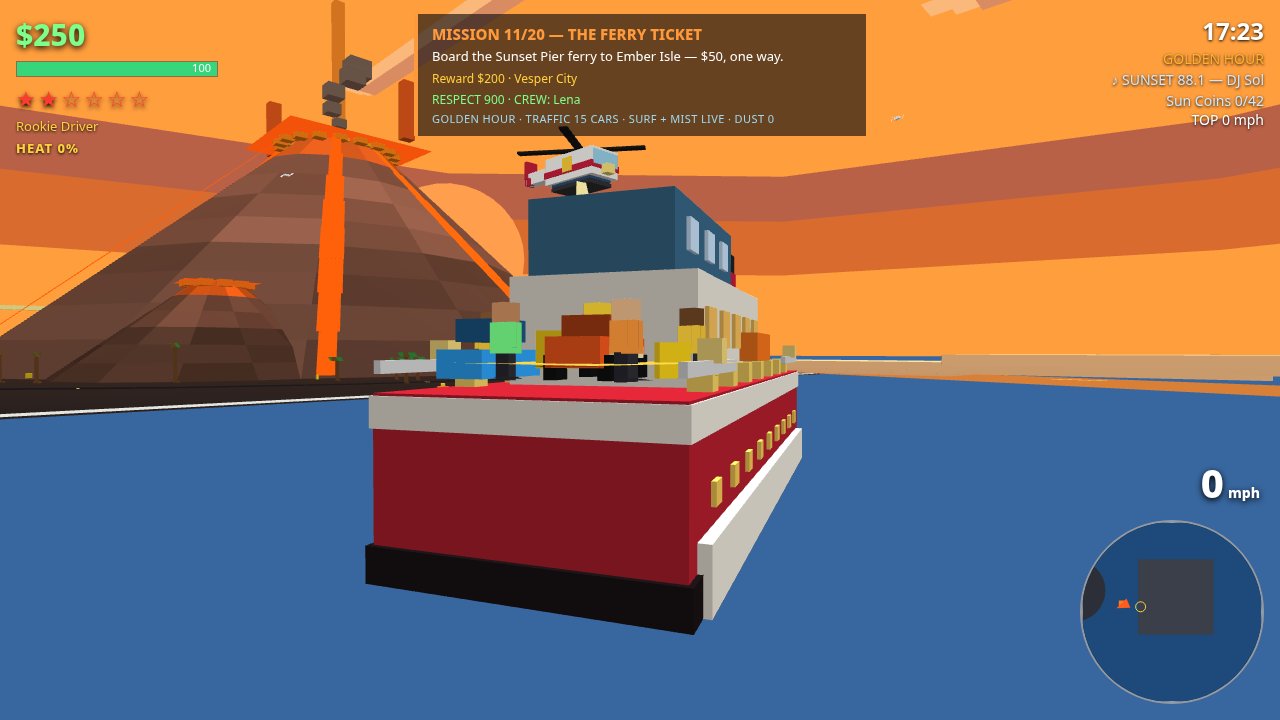 $250
100
Rookie Driver
HEAT 0%
MISSION 11/20 — THE FERRY TICKET
Board the Sunset Pier ferry to Ember Isle — $50, one way.
Reward $200 · Vesper City
RESPECT 900 · CREW: Lena
GOLDEN HOUR · TRAFFIC 15 CARS · SURF + MIST LIVE · DUST 0
17:23
GOLDEN HOUR
♪ SUNSET 88.1 — DJ Sol
Sun Coins 0/42
TOP 0 mph
0 mph